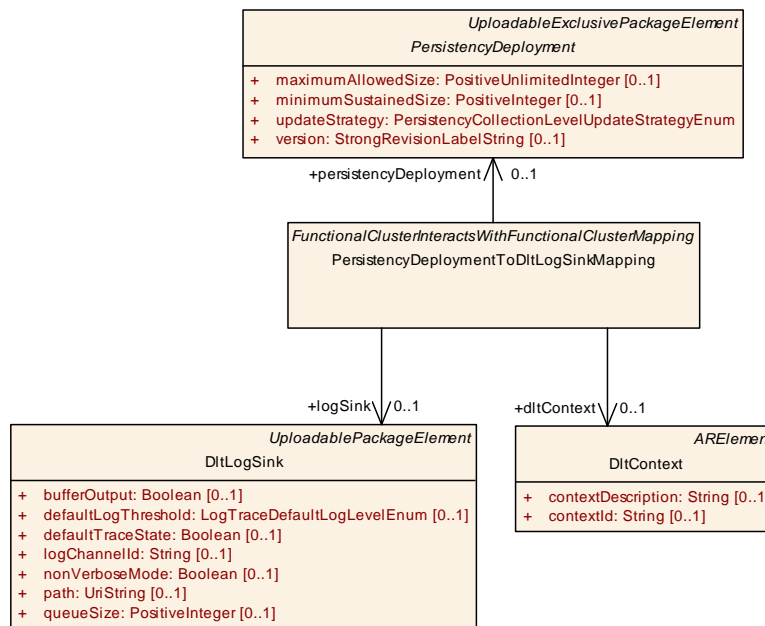 UploadableExclusivePackageElement
PersistencyDeployment
+ maximumAllowedSize: PositiveUnlimitedInteger [0..1]
+ minimumSustainedSize: PositiveInteger [0..1]
+ updateStrategy: PersistencyCollectionLevelUpdateStrategyEnum
+ version: StrongRevisionLabelString [0..1]
+persistencyDeployment 0..1
FunctionalClusterInteractsWithFunctionalClusterMapping
PersistencyDeploymentToDltLogSinkMapping
+logSink 0..1
+dltContext 0..1
UploadablePackageElement
DltLogSink
+ bufferOutput: Boolean [0..1]
+ defaultLogThreshold: LogTraceDefaultLogLevelEnum [0..1]
+ defaultTraceState: Boolean [0..1]
+ logChannelId: String [0..1]
+ nonVerboseMode: Boolean [0..1]
+ path: UriString [0..1]
+ queueSize: PositiveInteger [0..1]
ARElemen
DltContext
+ contextDescription: String [0..1
+ contextId: String [0..1]